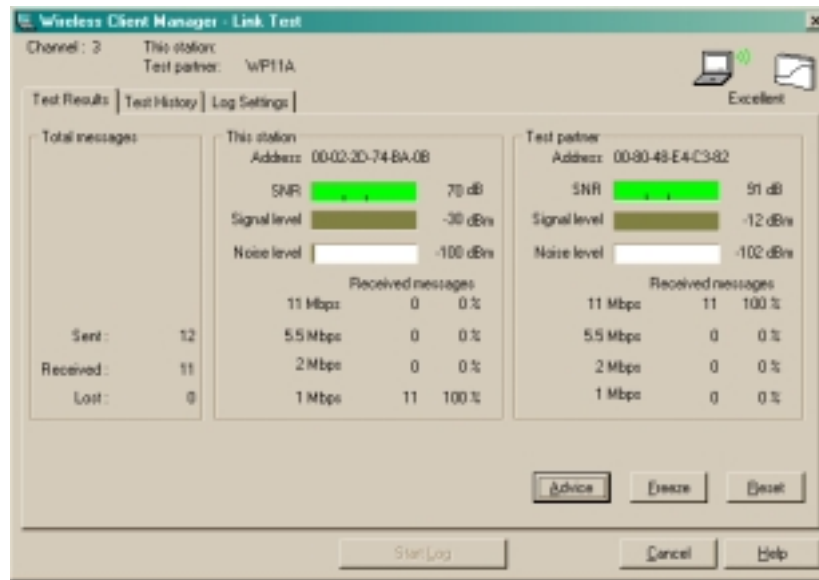 Wireless Client Manager - Link Test
Channel : 3 This station:
Test partner: WP11A
Excellent
Test Results Test History Log Settings
Total messages
Sent : 12
Received : 11
Lost : 0
This station
Address 00-02-2D-74-BA-0B
SNR 70 dB
Signal level -30 dBm
Noise level -100 dBm
Received messages
11 Mbps 0 0 %
5.5 Mbps 0 0 %
2 Mbps 0 0 %
1 Mbps 11 100 %
Test partner
Address 00-80-48-E4-C3-82
SNR 91 dB
Signal level -12 dBm
Noise level -102 dBm
Received messages
11 Mbps 11 100 %
5.5 Mbps 0 0 %
2 Mbps 0 0 %
1 Mbps 0 0 %
Advice Freeze Reset
Start Log Cancel Help